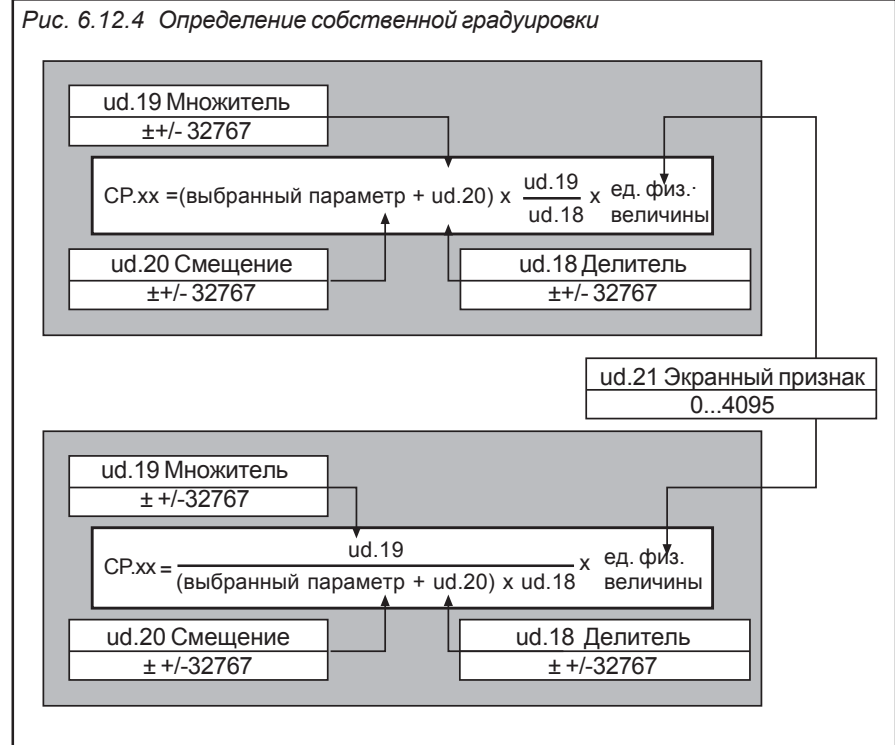 Рис. 6.12.4 Определение собственной градуировки
ud.19 Множитель
±+/- 32767
CP.xx =(выбранный параметр + ud.20) x ud.19 / ud.18 x ед. физ. величины
ud.20 Смещение
±+/- 32767
ud.18 Делитель
±+/- 32767
ud.21 Экранный признак
0...4095
ud.19 Множитель
± +/-32767
CP.xx = ud.19 / (выбранный параметр + ud.20) x ud.18 x ед. физ. величины
ud.20 Смещение
± +/-32767
ud.18 Делитель
± +/-32767